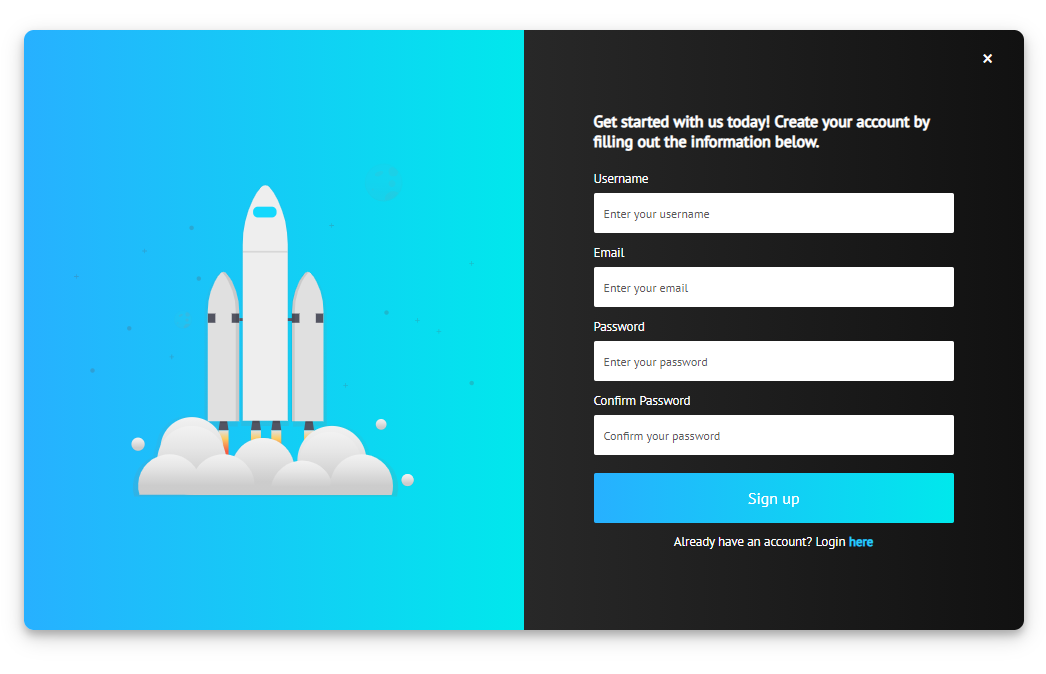 ×
Get started with us today! Create your account by
filling out the information below.
Username
Enter your username
Email
Enter your email
Password
Enter your password
Confirm Password
Confirm your password
Sign up
Already have an account? Login here